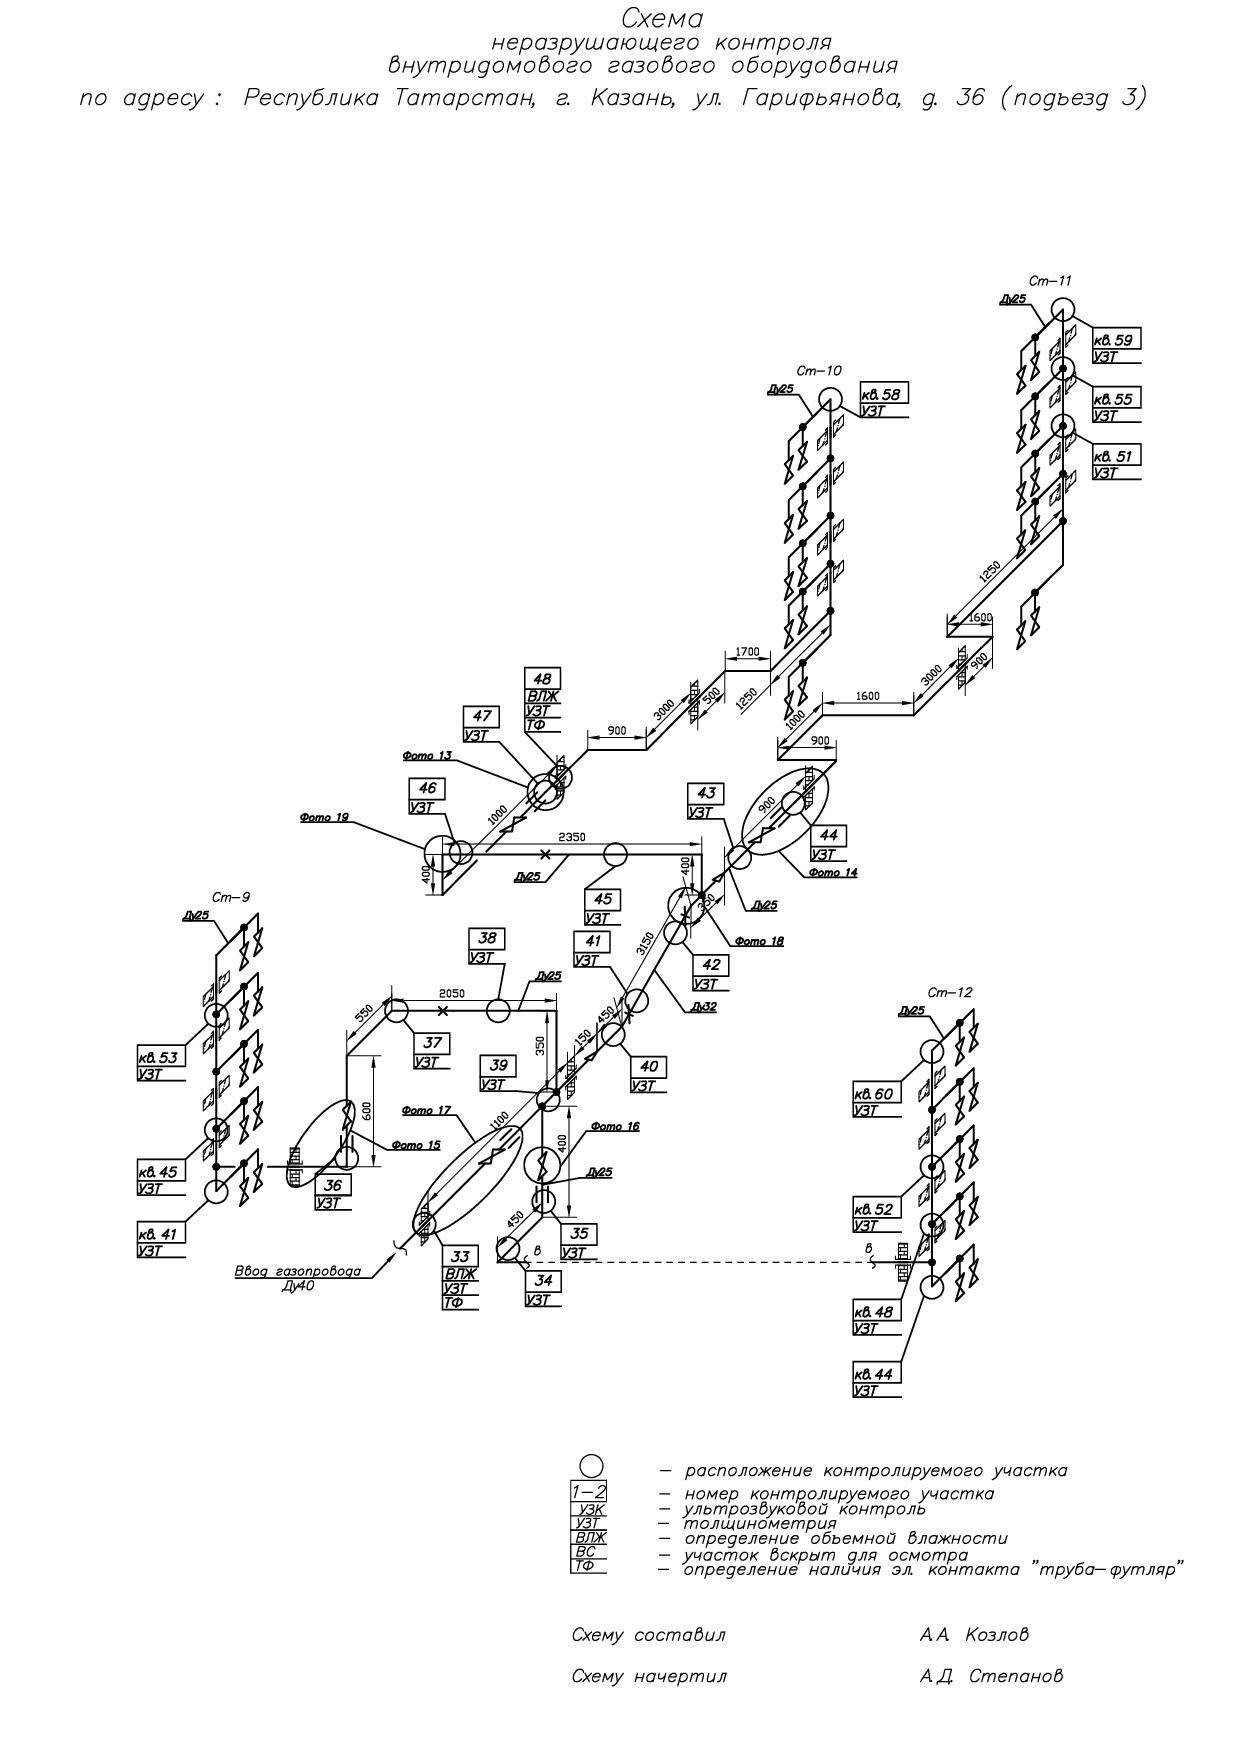 Схема
неразрушающего контроля
внутридомового газового оборудования
по адресу : Республика Татарстан, г. Казань, ул. Гарифьянова, д. 36 (подъезд 3)
Ст-11
Ду25
кв. 59
УЗТ
Ст-10
Ду25
кв. 58
УЗТ
кв. 55
УЗТ
кв. 51
УЗТ
1250
1600
3000
900
1600
1000
900
1700
1250
500
3000
900
48
ВЛЖ
УЗТ
ТФ
47
УЗТ
Фото 13
46
УЗТ
Фото 19
1000
2350
400
Ду25
45
УЗТ
400
43
УЗТ
900
44
УЗТ
Фото 14
350
Ду25
Фото 18
Ст-9
Ду25
38
УЗТ
41
УЗТ
3150
42
УЗТ
Ду32
Ду25
2050
550
37
УЗТ
350
39
УЗТ
150
450
40
УЗТ
Ст-12
Ду25
кв. 53
УЗТ
600
Фото 17
1100
Фото 16
400
Фото 15
Ду25
кв. 60
УЗТ
кв. 45
УЗТ
36
УЗТ
450
35
УЗТ
кв. 52
УЗТ
кв. 41
УЗТ
33
ВЛЖ
УЗТ
ТФ
в
в
34
УЗТ
Ввод газопровода
Ду40
кв. 48
УЗТ
кв. 44
УЗТ
– расположение контролируемого участка
1-2 – номер контролируемого участка
УЗК – ультрозвуковой контроль
УЗТ – толщинометрия
ВЛЖ – определение объемной влажности
ВС – участок вскрыт для осмотра
ТФ – определение наличия эл. контакта "труба-футляр"
Схему составил А.А. Козлов
Схему начертил А.Д. Степанов